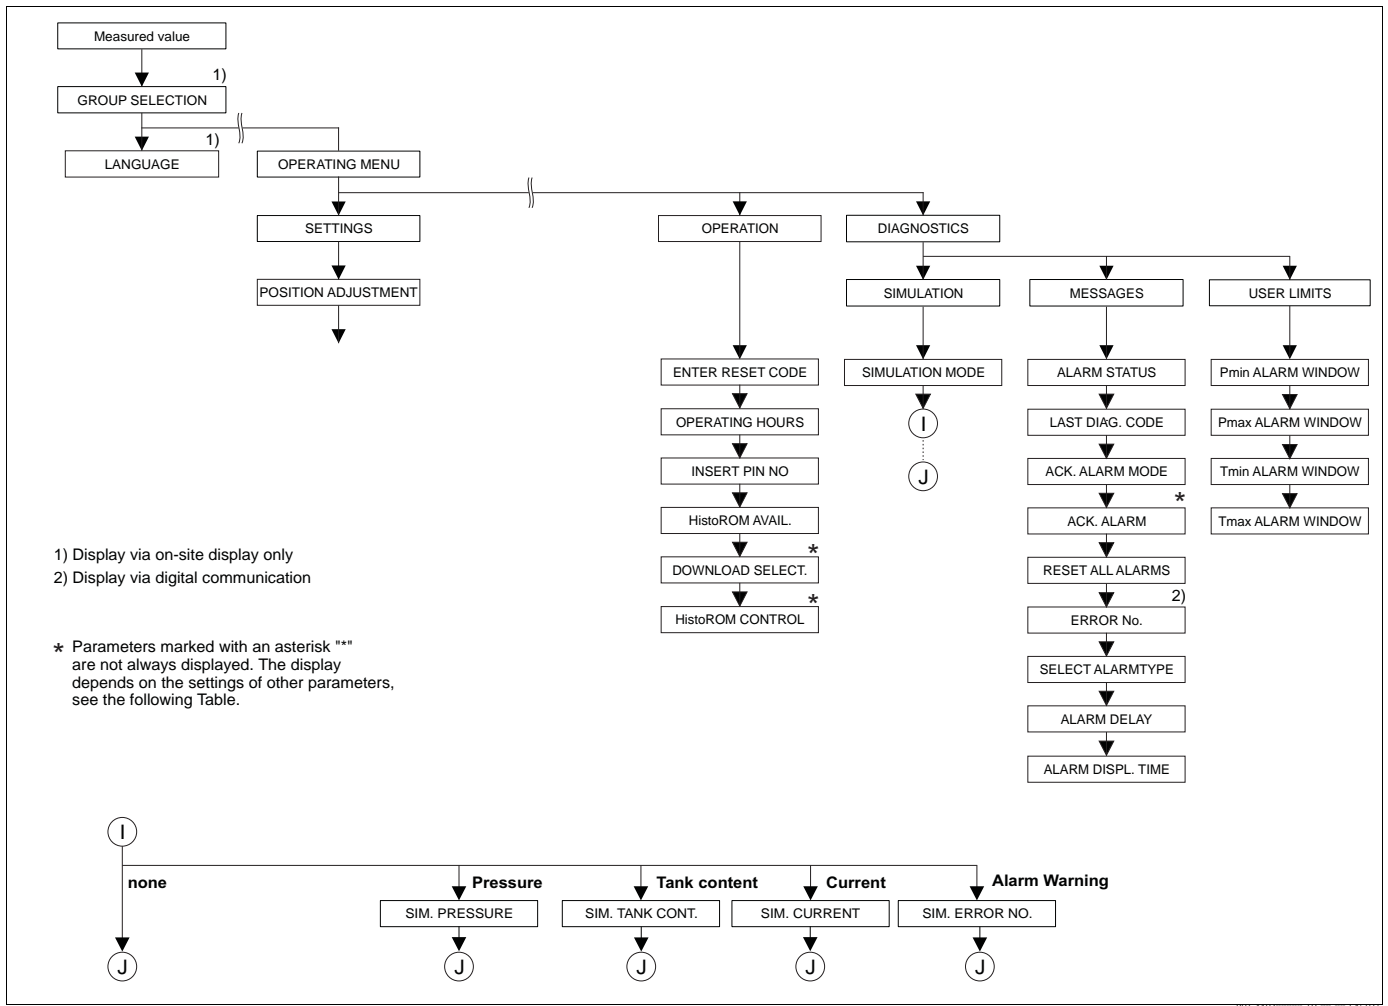 Measured value
1)
GROUP SELECTION
1)
LANGUAGE
OPERATING MENU
SETTINGS
OPERATION
DIAGNOSTICS
POSITION ADJUSTMENT
SIMULATION
MESSAGES
USER LIMITS
ENTER RESET CODE
SIMULATION MODE
ALARM STATUS
Pmin ALARM WINDOW
OPERATING HOURS
I
LAST DIAG. CODE
Pmax ALARM WINDOW
INSERT PIN NO
J
ACK. ALARM MODE
Tmin ALARM WINDOW
*
HistoROM AVAIL.
ACK. ALARM
Tmax ALARM WINDOW
*
DOWNLOAD SELECT.
RESET ALL ALARMS
*
2)
HistoROM CONTROL
ERROR No.
SELECT ALARMTYPE
ALARM DELAY
ALARM DISPL. TIME
1) Display via on-site display only
2) Display via digital communication
* Parameters marked with an asterisk "*"
are not always displayed. The display
depends on the settings of other parameters,
see the following Table.
I
none
Pressure
Tank content
Current
Alarm Warning
SIM. PRESSURE
SIM. TANK CONT.
SIM. CURRENT
SIM. ERROR NO.
J
J
J
J
J